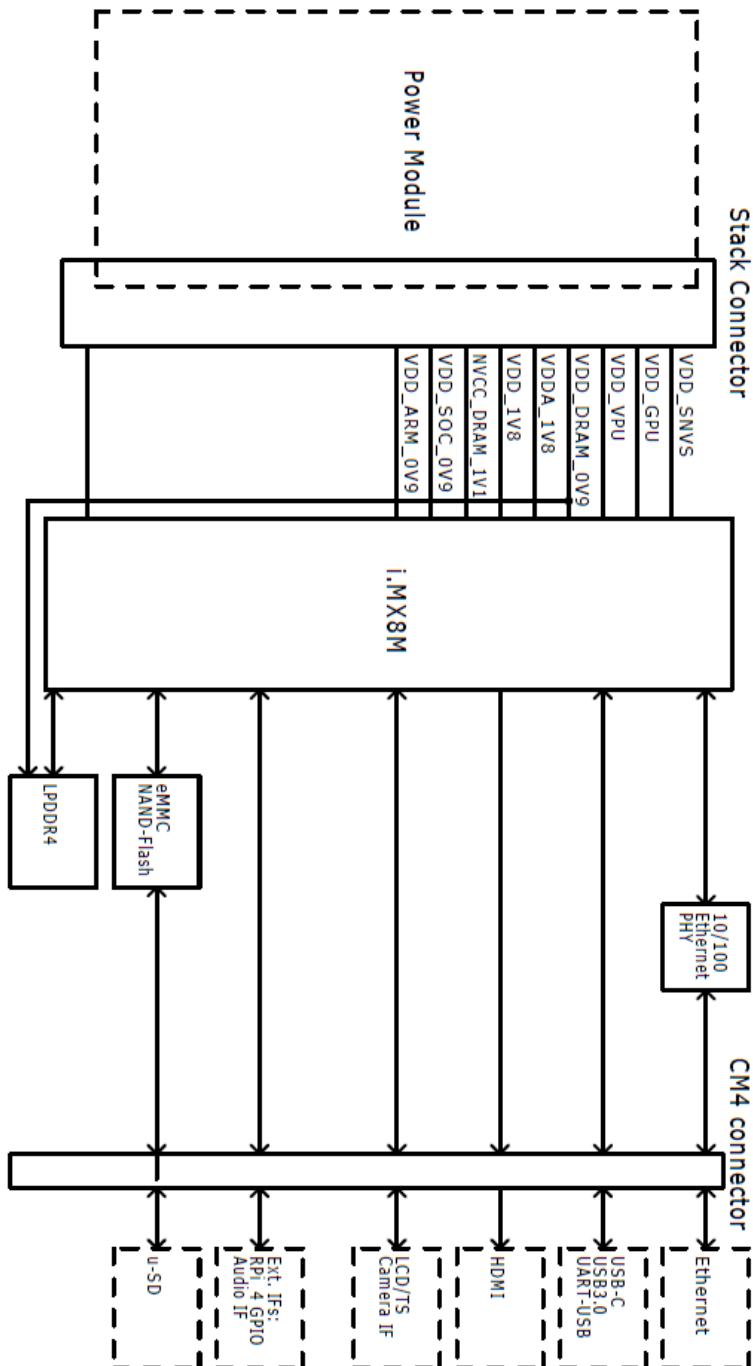 Power Module
Stack Connector
VDD_SNVS
VDD_GPU
VDD_VPU
VDD_DRAM_0V9
VDDA_1V8
VDD_1V8
NVCC_DRAM_1V1
VDD_SOC_0V9
VDD_ARM_0V9
i.MX8M
LPDDR4
eMMC
NAND-Flash
10/100
Ethernet
PHY
CM4 connector
Ethernet
USB-C
USB3.0
UART-USB
HDMI
LCD/TS
Camera IF
Ext. IFs:
RPi 4 GPIO
Audio IF
u-SD